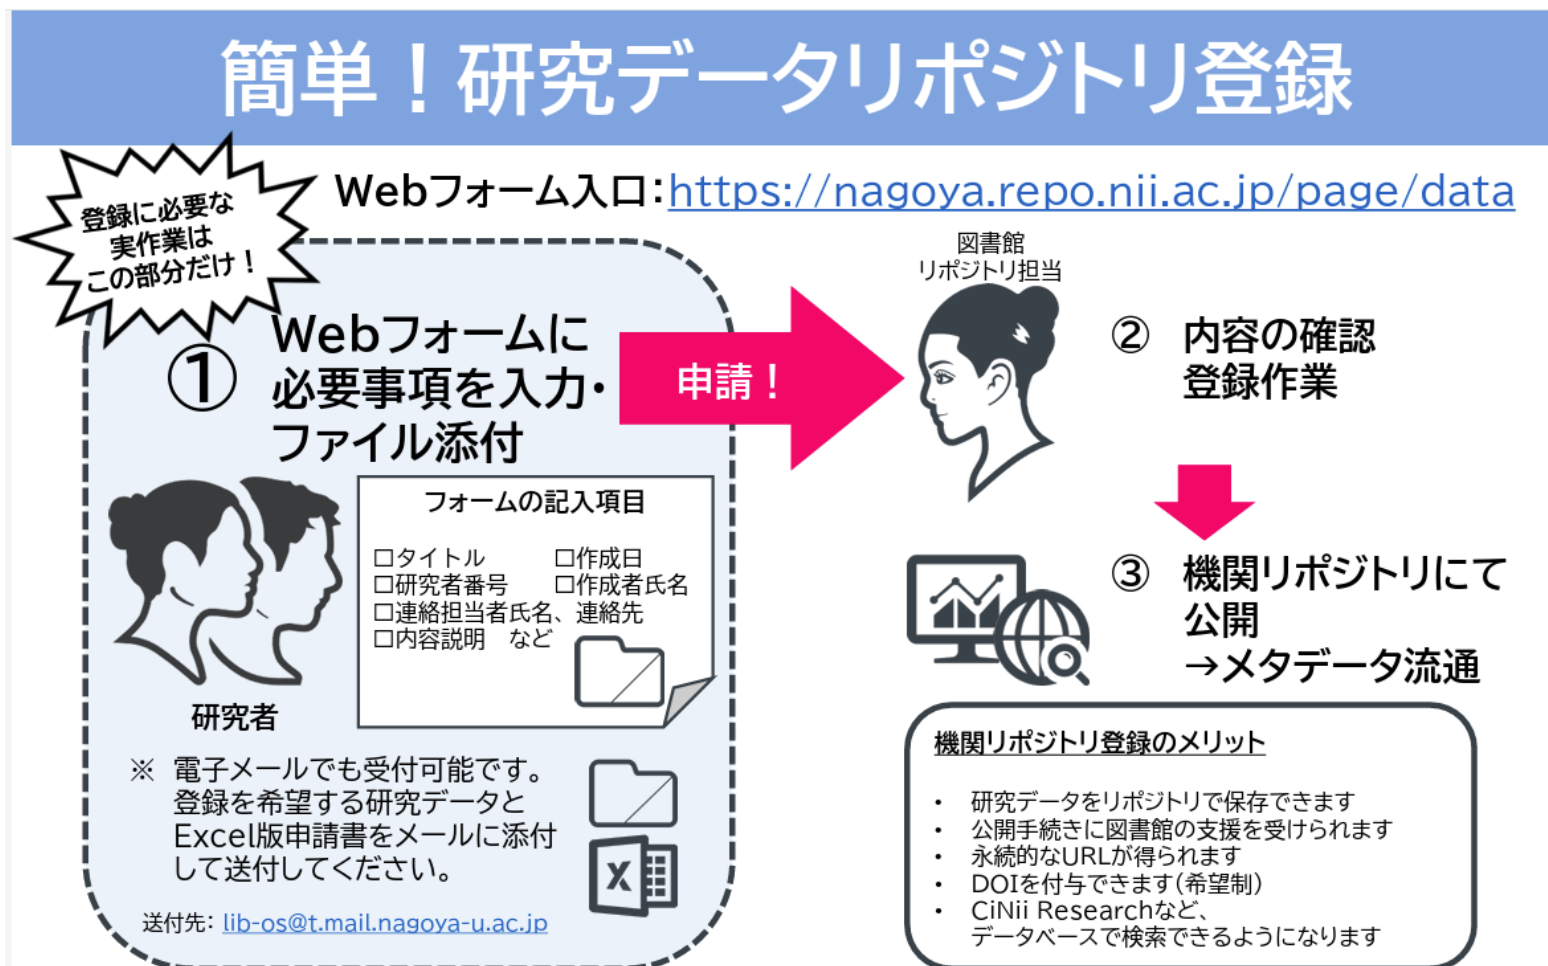 簡単！研究データリポジトリ登録
登録に必要な
実作業は
この部分だけ！
Webフォーム入口：https://nagoya.repo.nii.ac.jp/page/data
① Webフォームに
必要事項を入力・
ファイル添付
申請！
図書館
リポジトリ担当
② 内容の確認
登録作業
フォームの記入項目
□タイトル □作成日
□研究者番号 □作成者氏名
□連絡担当者氏名、連絡先
□内容説明 など
研究者
※ 電子メールでも受付可能です。
登録を希望する研究データと
Excel版申請書をメールに添付
して送付してください。
X
送付先： lib-os@t.mail.nagoya-u.ac.jp
③ 機関リポジトリにて
公開
→メタデータ流通
機関リポジトリ登録のメリット
• 研究データをリポジトリで保存できます
• 公開手続きに図書館の支援を受けられます
• 永続的なURLが得られます
• DOIを付与できます(希望制)
• CiNii Researchなど、
データベースで検索できるようになります